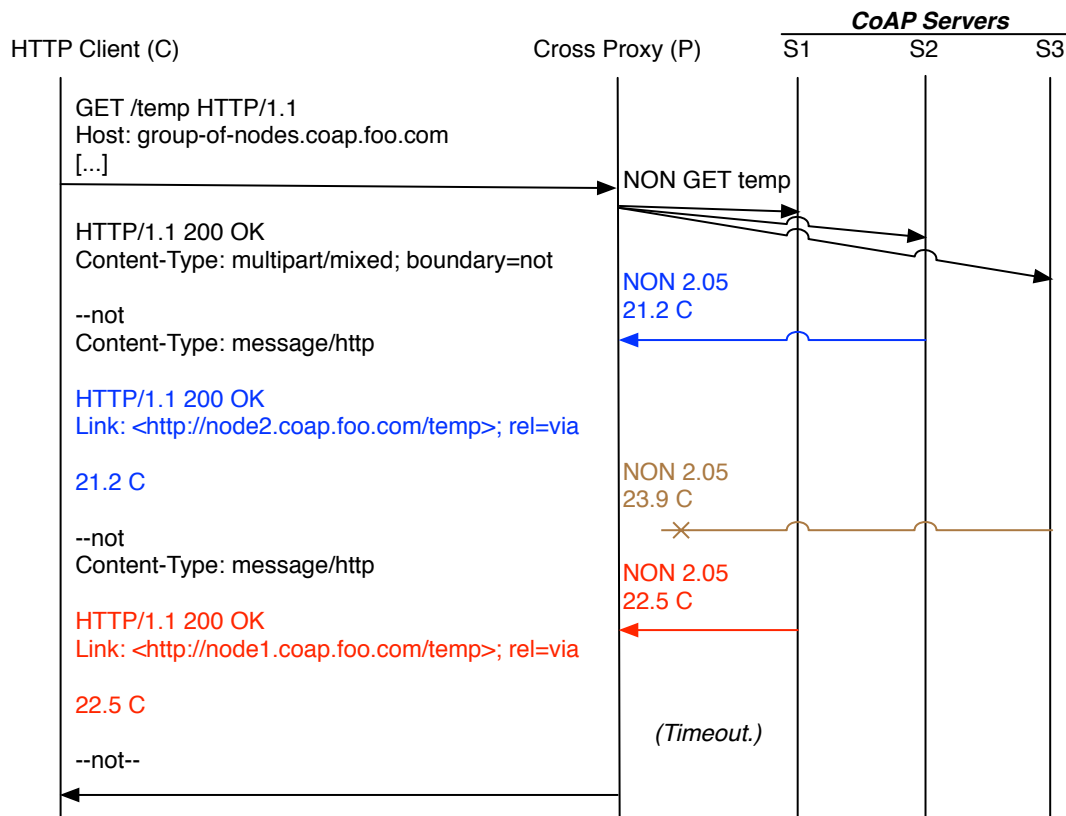 CoAP Servers
HTTP Client (C)
Cross Proxy (P)
S1
S2
S3
GET /temp HTTP/1.1
Host: group-of-nodes.coap.foo.com
[...]
NON GET temp
HTTP/1.1 200 OK
Content-Type: multipart/mixed; boundary=not
NON 2.05
21.2 C
--not
Content-Type: message/http
HTTP/1.1 200 OK
Link: <http://node2.coap.foo.com/temp>; rel=via
21.2 C
NON 2.05
23.9 C
--not
Content-Type: message/http
NON 2.05
22.5 C
HTTP/1.1 200 OK
Link: <http://node1.coap.foo.com/temp>; rel=via
22.5 C
(Timeout.)
--not--